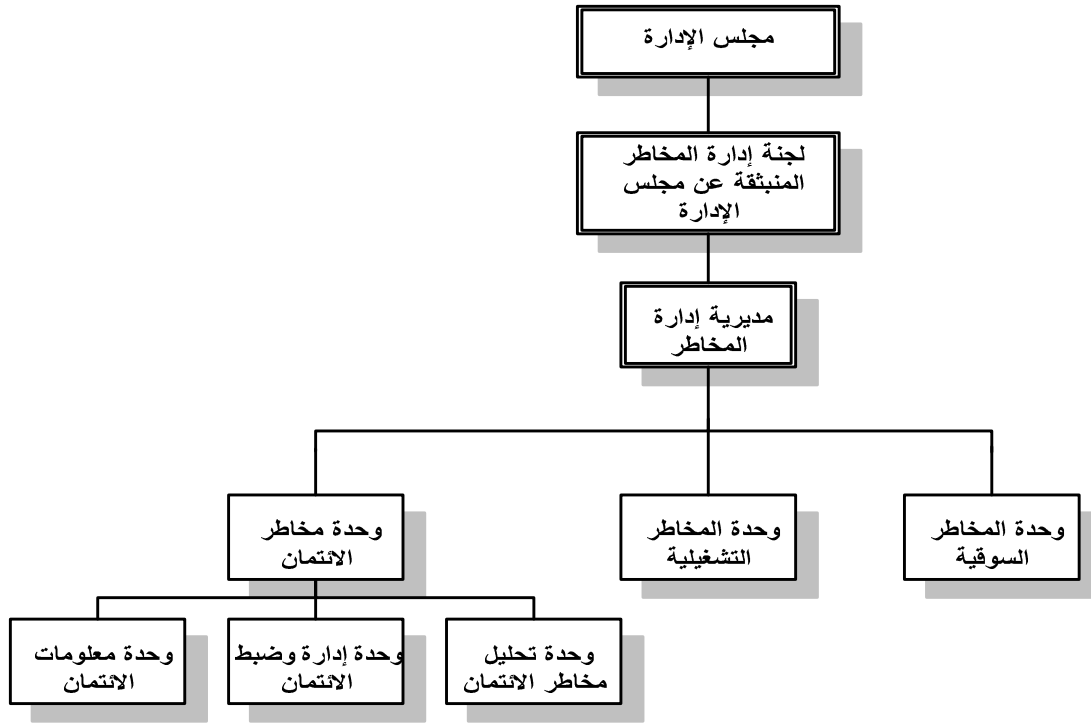 مجلس الإدارة
لجنة إدارة المخاطر
المنبثقة عن مجلس
الإدارة
مديرية إدارة
المخاطر
وحدة المخاطر
السوقية
وحدة المخاطر
التشغيلية
وحدة مخاطر
الائتمان
وحدة تحليل
مخاطر الائتمان
وحدة إدارة وضبط
الائتمان
وحدة معلومات
الائتمان